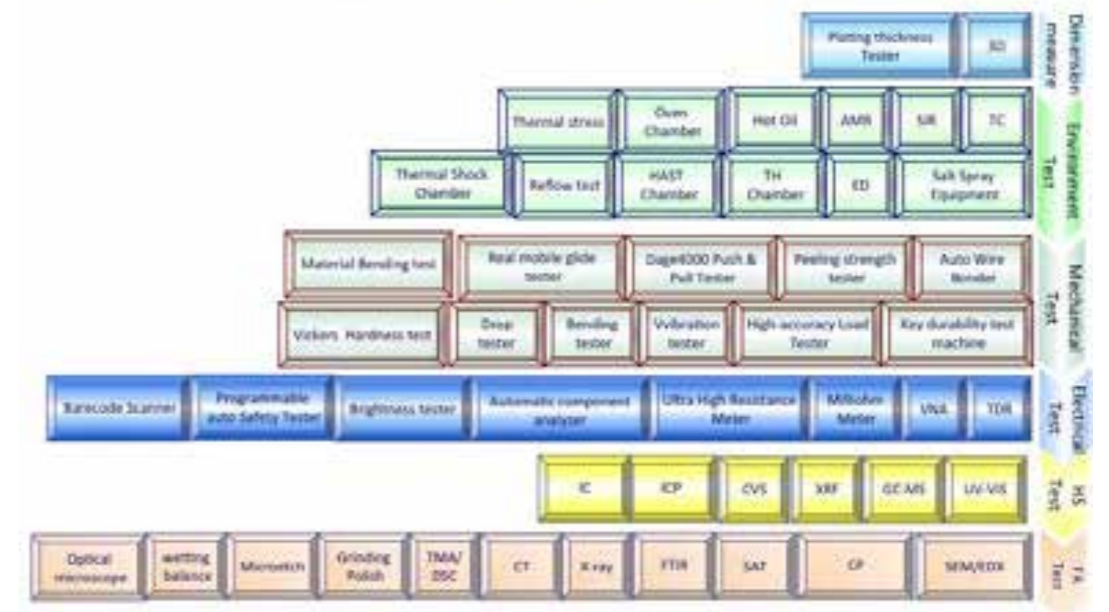 Plating thickness
Tester
3D
Dimension
measure
Thermal stress
Oven
Chamber
Hot Oil
AMR
SIR
TC
Thermal Shock
Chamber
Reflow test
HAST
Chamber
TH
Chamber
ED
Salt Spray
Equipment
Environment
Test
Material Bending test
Real mobile glide
tester
Dage4000 Push &
Pull Tester
Peeling strength
tester
Auto Wire
Bonder
Vickers Hardness test
Drop
tester
Bending
tester
Vvibration
tester
High-accuracy Load
Tester
Key durability test
machine
Mechanical
Test
Barecode Scanner
Programmable
auto Safety Tester
Brightness tester
Automatic component
analyzer
Ultra High Resistance
Meter
Milliohm
Meter
VNA
TDR
Electrical
Test
IC
ICP
CVS
XRF
GC-MS
UV-VIS
HS
Test
Optical
microscope
wetting
balance
Microetch
Grinding
Polish
TMA/
DSC
CT
X-ray
FTIR
SAT
CP
SEM/EDX
FA
Test